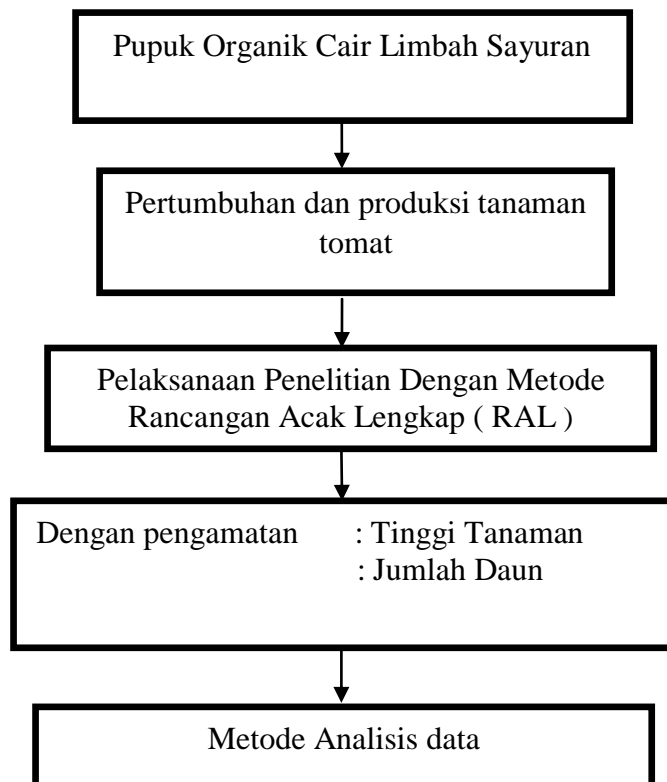 Pupuk Organik Cair Limbah Sayuran
Pertumbuhan dan produksi tanaman
tomat
Pelaksanaan Penelitian Dengan Metode
Rancangan Acak Lengkap ( RAL )
Dengan pengamatan : Tinggi Tanaman
: Jumlah Daun
Metode Analisis data